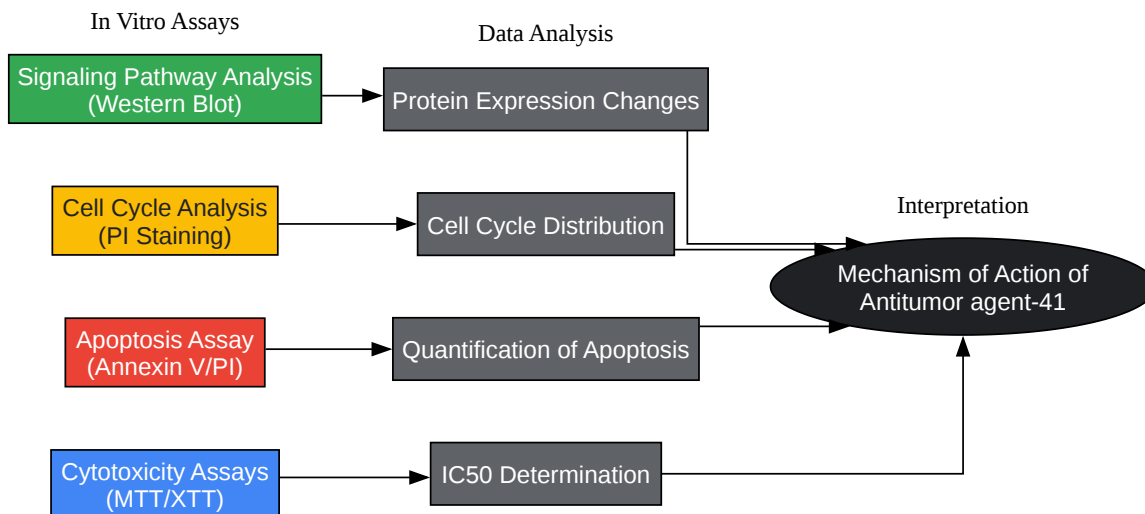 In Vitro Assays
Data Analysis
Signaling Pathway Analysis
(Western Blot)
Protein Expression Changes
Cell Cycle Analysis
(PI Staining)
Cell Cycle Distribution
Interpretation
Mechanism of Action of
Antitumor agent-41
Apoptosis Assay
(Annexin V/PI)
Quantification of Apoptosis
Cytotoxicity Assays
(MTT/XTT)
IC50 Determination